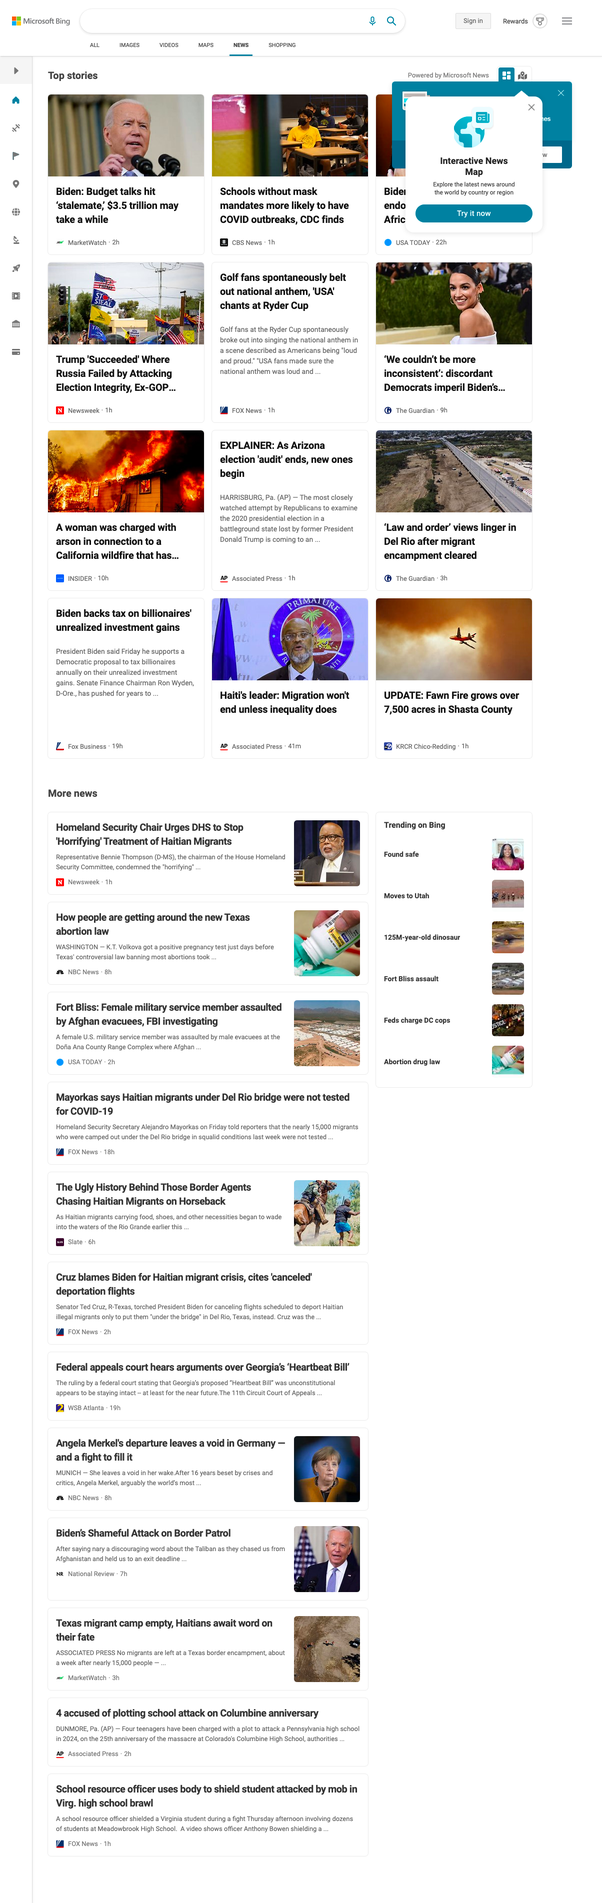 Microsoft Bing
Sign in
Rewards
ALL
IMAGES
VIDEOS
MAPS
NEWS
SHOPPING
Top stories
Powered by Microsoft News
Interactive News
Map
Explore the latest news around
the world by country or region
Try it now
Biden: Budget talks hit
‘stalemate,’ $3.5 trillion may
take a while
MarketWatch · 2h
Schools without mask
mandates more likely to have
COVID outbreaks, CDC finds
CBS News · 1h
Biden
endo
Afric
USA TODAY · 22h
Trump 'Succeeded' Where
Russia Failed by Attacking
Election Integrity, Ex-GOP...
Newsweek · 1h
Golf fans spontaneously belt
out national anthem, 'USA'
chants at Ryder Cup
Golf fans at the Ryder Cup spontaneously
broke out into singing the national anthem in
a scene described as Americans being "loud
and proud." "USA fans made sure the
national anthem was loud and ...
FOX News · 1h
‘We couldn’t be more
inconsistent’: discordant
Democrats imperil Biden’s...
The Guardian · 9h
A woman was charged with
arson in connection to a
California wildfire that has...
INSIDER · 10h
EXPLAINER: As Arizona
election 'audit' ends, new ones
begin
HARRISBURG, Pa. (AP) — The most closely
watched attempt by Republicans to examine
the 2020 presidential election in a
battleground state lost by former President
Donald Trump is coming to an ...
Associated Press · 1h
‘Law and order’ views linger in
Del Rio after migrant
encampment cleared
The Guardian · 3h
Biden backs tax on billionaires'
unrealized investment gains
President Biden said Friday he supports a
Democratic proposal to tax billionaires
annually on their unrealized investment
gains. Senate Finance Chairman Ron Wyden,
D-Ore., has pushed for years to ...
Fox Business · 19h
Haiti's leader: Migration won't
end unless inequality does
Associated Press · 41m
UPDATE: Fawn Fire grows over
7,500 acres in Shasta County
KRCR Chico-Redding · 1h
More news
Homeland Security Chair Urges DHS to Stop
'Horrifying' Treatment of Haitian Migrants
Representative Bennie Thompson (D-MS), the chairman of the House Homeland
Security Committee, condemned the "horrifying" ...
Newsweek · 1h
How people are getting around the new Texas
abortion law
WASHINGTON — K.T. Volkova got a positive pregnancy test just days before
Texas' controversial law banning most abortions took ...
NBC News · 8h
Fort Bliss: Female military service member assaulted
by Afghan evacuees, FBI investigating
A female U.S. military service member was assaulted by male evacuees at the
Doña Ana County Range Complex where Afghan ...
USA TODAY · 2h
Mayorkas says Haitian migrants under Del Rio bridge were not tested
for COVID-19
Homeland Security Secretary Alejandro Mayorkas on Friday told reporters that the nearly 15,000 migrants
who were camped out under the Del Rio bridge in squalid conditions last week were not tested ...
FOX News · 18h
The Ugly History Behind Those Border Agents
Chasing Haitian Migrants on Horseback
As Haitian migrants carrying food, shoes, and other necessities began to wade
into the waters of the Rio Grande earlier this ...
Slate · 6h
Cruz blames Biden for Haitian migrant crisis, cites 'canceled'
deportation flights
Senator Ted Cruz, R-Texas, torched President Biden for canceling flights scheduled to deport Haitian
illegal migrants only to put them "under the bridge" in Del Rio, Texas, instead. Cruz was the ...
FOX News · 2h
Federal appeals court hears arguments over Georgia’s ‘Heartbeat Bill’
The ruling by a federal court stating that Georgia’s proposed “Heartbeat Bill” was unconstitutional
appears to be staying intact – at least for the near future.The 11th Circuit Court of Appeals ...
WSB Atlanta · 19h
Angela Merkel's departure leaves a void in Germany —
and a fight to fill it
MUNICH — She leaves a void in her wake.After 16 years beset by crises and
critics, Angela Merkel, arguably the world's most ...
NBC News · 8h
Biden’s Shameful Attack on Border Patrol
After saying nary a discouraging word about the Taliban as they chased us from
Afghanistan and held us to an exit deadline ...
National Review · 7h
Texas migrant camp empty, Haitians await word on
their fate
ASSOCIATED PRESS No migrants are left at a Texas border encampment, about
a week after nearly 15,000 people — ...
MarketWatch · 3h
4 accused of plotting school attack on Columbine anniversary
DUNMORE, Pa. (AP) — Four teenagers have been charged with a plot to attack a Pennsylvania high school
in 2024, on the 25th anniversary of the massacre at Colorado's Columbine High School, authorities ...
Associated Press · 2h
School resource officer uses body to shield student attacked by mob in
Virg. high school brawl
A school resource officer shielded a Virginia student during a fight Thursday afternoon involving dozens
of students at Meadowbrook High School. A video shows officer Anthony Bowen shielding a ...
FOX News · 1h
Trending on Bing
Found safe
Moves to Utah
125M-year-old dinosaur
Fort Bliss assault
Feds charge DC cops
Abortion drug law